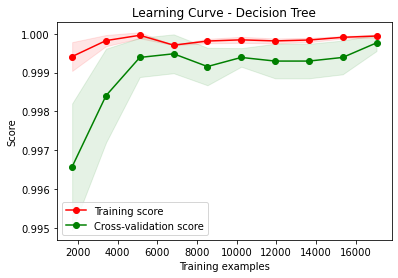 Learning Curve - Decision Tree
1.000
0.999
0.998
0.997
0.996
0.995
Score
Training score
Cross-validation score
2000 4000 6000 8000 10000 12000 14000 16000
Training examples